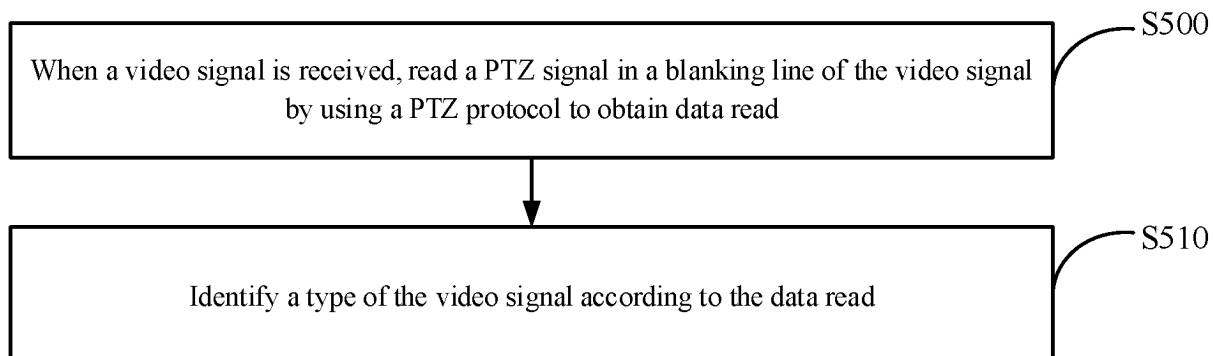 S500
When a video signal is received, read a PTZ signal in a blanking line of the video signal
by using a PTZ protocol to obtain data read
S510
Identify a type of the video signal according to the data read